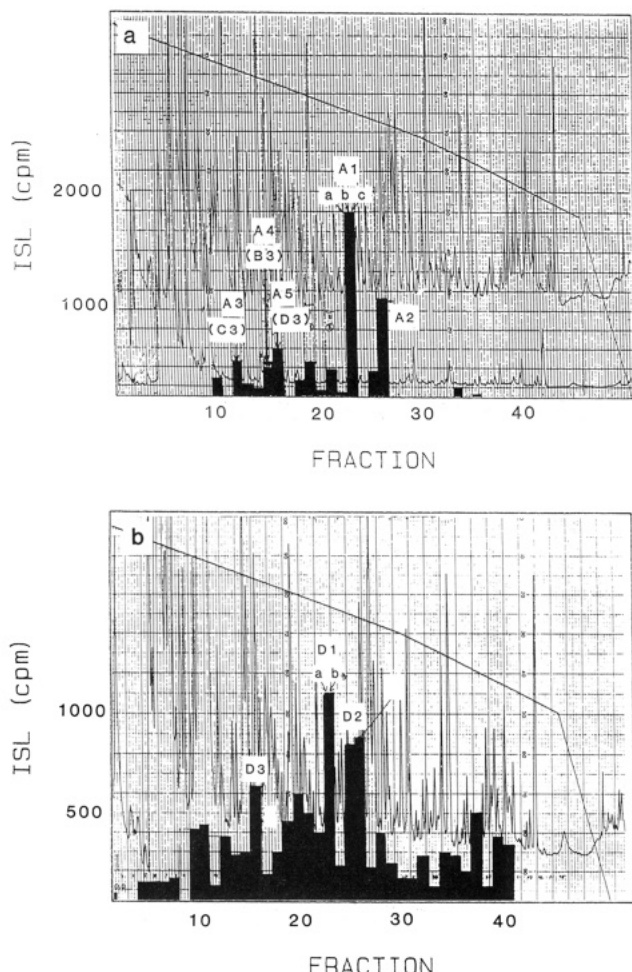 a
ISL (cpm)
2000
1000
A1
a b c
A4
(B3)
A3
(C3)
A5
(D3)
A2
10 20 30 40
FRACTION
b
ISL (cpm)
1000
500
D1
a b
D2
D3
10 20 30 40
FRACTION